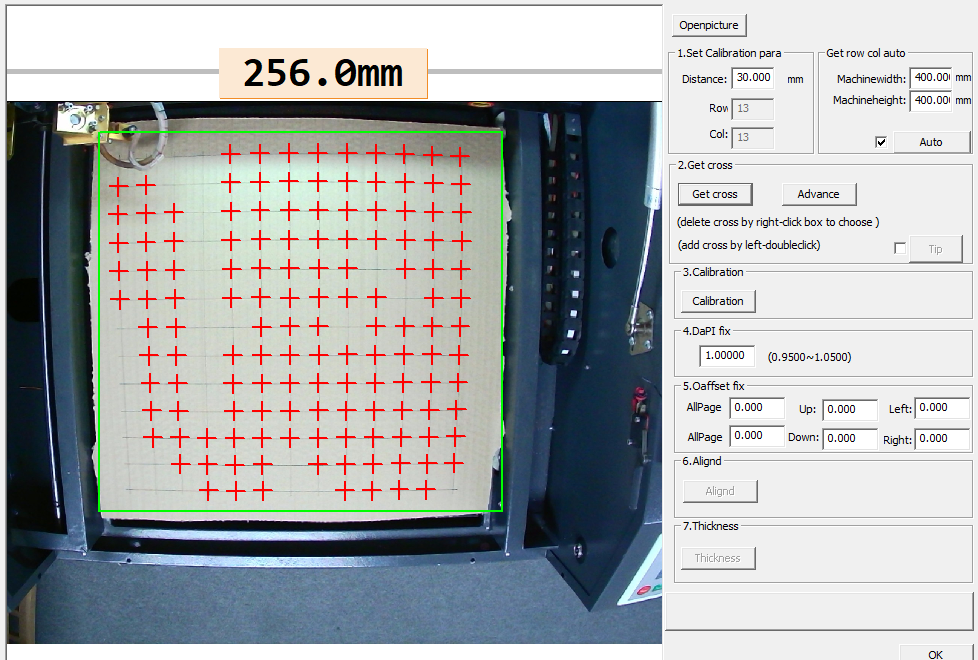 256.0mm
Openpicture
1.Set Calibration para
Distance: 30.000 mm
Row 13
Col: 13
Get row col auto
Machinewidth: 400.00 mm
Machineheight: 400.00 mm
Auto
2.Get cross
Get cross Advance
(delete cross by right-click box to choose )
(add cross by left-doubleclick)
Tip
3.Calibration
Calibration
4.DaPI fix
1.00000 (0.9500~1.0500)
5.Oaffset fix
AllPage 0.000 Up: 0.000 Left: 0.000
AllPage 0.000 Down: 0.000 Right: 0.000
6.Alignd
Alignd
7.Thickness
Thickness
OK